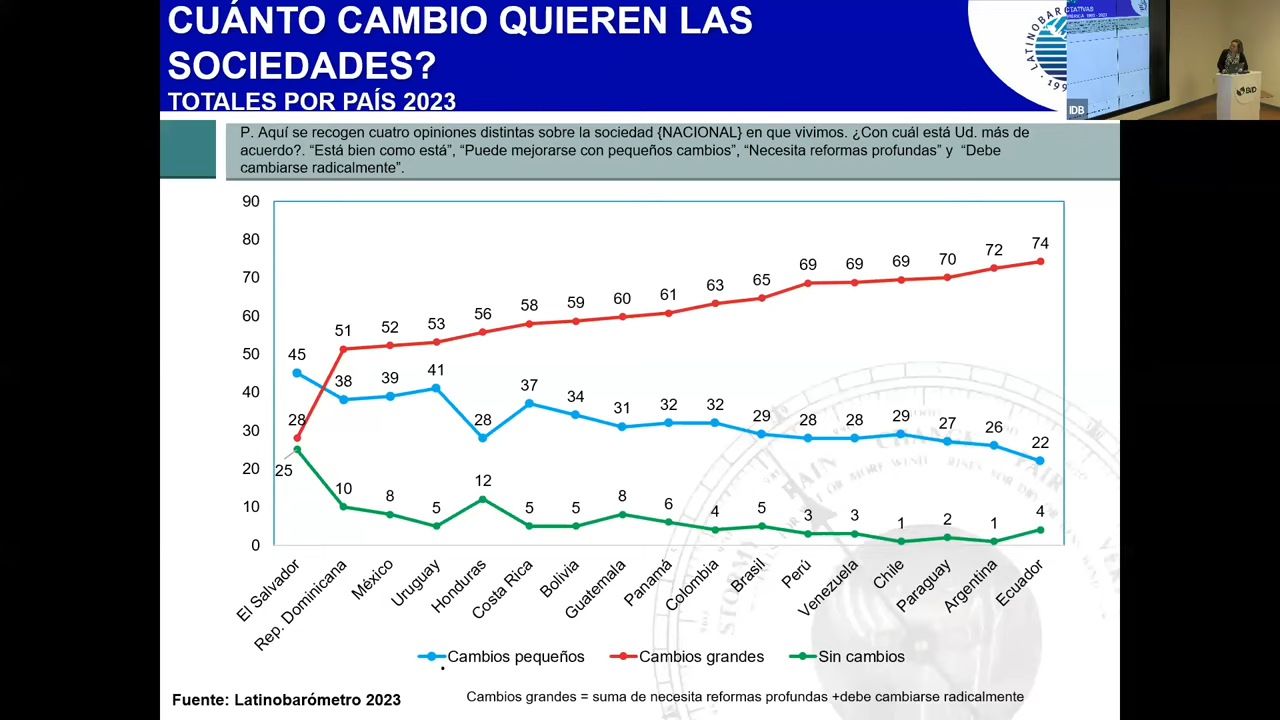 CUÁNTO CAMBIO QUIEREN LAS
SOCIEDADES?
TOTALES POR PAÍS 2023
IDB
BID
P. Aquí se recogen cuatro opiniones distintas sobre la sociedad {NACIONAL} en que vivimos. ¿Con cuál está Ud. más de
acuerdo?. “Está bien como está”, “Puede mejorarse con pequeños cambios”, “Necesita reformas profundas” y “Debe
cambiarse radicalmente”.
90
80
70
60
50
40
30
20
10
0
28 51 52 53 56 58 59 60 61 63 65 69 69 69 70 72 74
45 38 39 41 28 37 34 31 32 32 29 28 28 29 27 26 22
25 10 8 5 12 5 5 8 6 4 5 3 3 1 2 1 4
El Salvador
Rep. Dominicana
México
Uruguay
Honduras
Costa Rica
Bolivia
Guatemala
Panamá
Colombia
Brasil
Perú
Venezuela
Chile
Paraguay
Argentina
Ecuador
Cambios pequeños
Cambios grandes
Sin cambios
Fuente: Latinobarómetro 2023
Cambios grandes = suma de necesita reformas profundas +debe cambiarse radicalmente